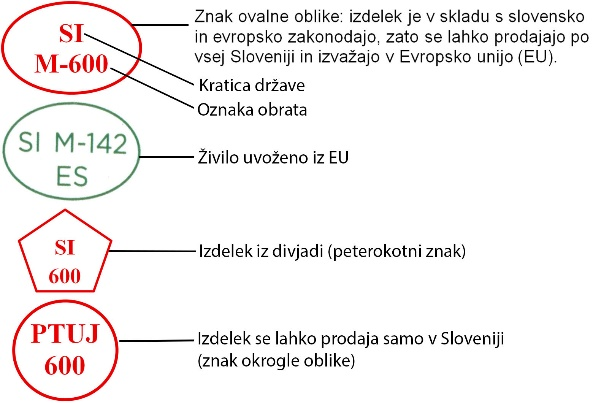 SI
M-600
Znak ovalne oblike: izdelek je v skladu s slovensko
in evropsko zakonodajo, zato se lahko prodajajo po
vsej Sloveniji in izvažajo v Evropsko unijo (EU).
Kratica države
Oznaka obrata
SI M-142
ES
Živilo uvoženo iz EU
SI
600
Izdelek iz divjadi (peterokotni znak)
PTUJ
600
Izdelek se lahko prodaja samo v Sloveniji
(znak okrogle oblike)